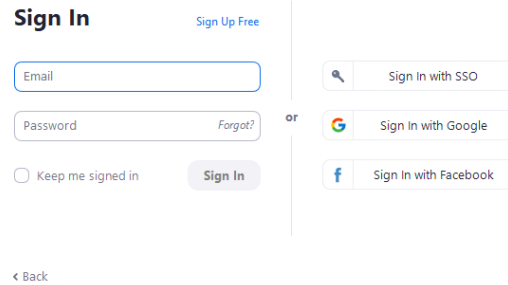 Sign In
Sign Up Free
Email
Password
Forgot?
Keep me signed in
Sign In
or
Sign In with SSO
Sign In with Google
Sign In with Facebook
Back